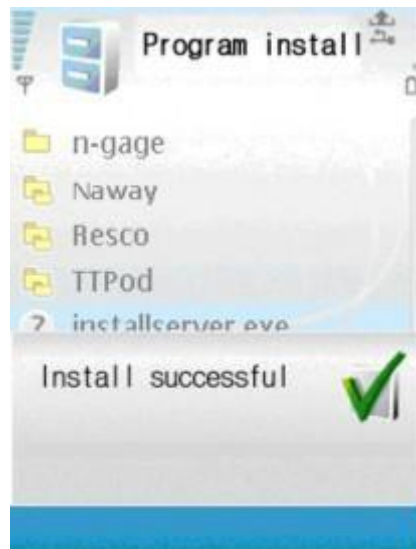 Program install
n-gage
Naway
Resco
TTPod
installserver.exe
Install successful